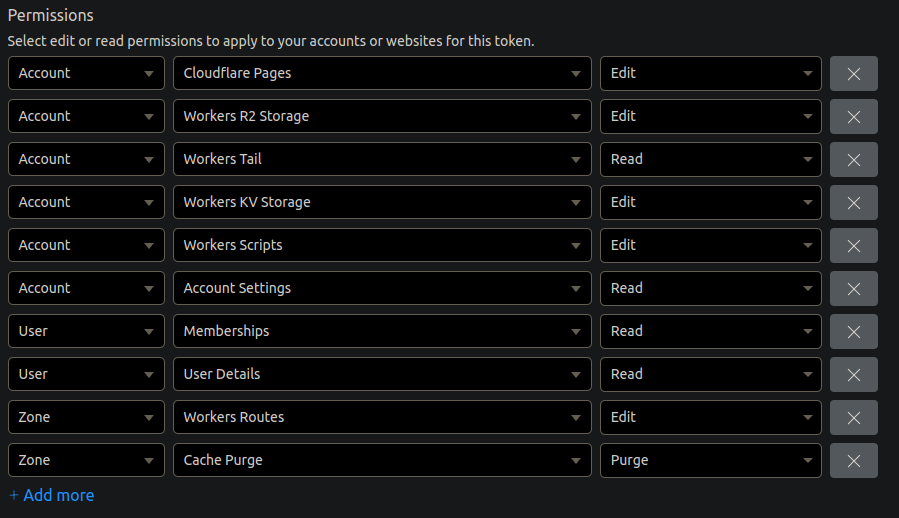 Permissions
Select edit or read permissions to apply to your accounts or websites for this token.
Account Cloudflare Pages Edit
Account Workers R2 Storage Edit
Account Workers Tail Read
Account Workers KV Storage Edit
Account Workers Scripts Edit
Account Account Settings Read
User Memberships Read
User User Details Read
Zone Workers Routes Edit
Zone Cache Purge Purge
+ Add more